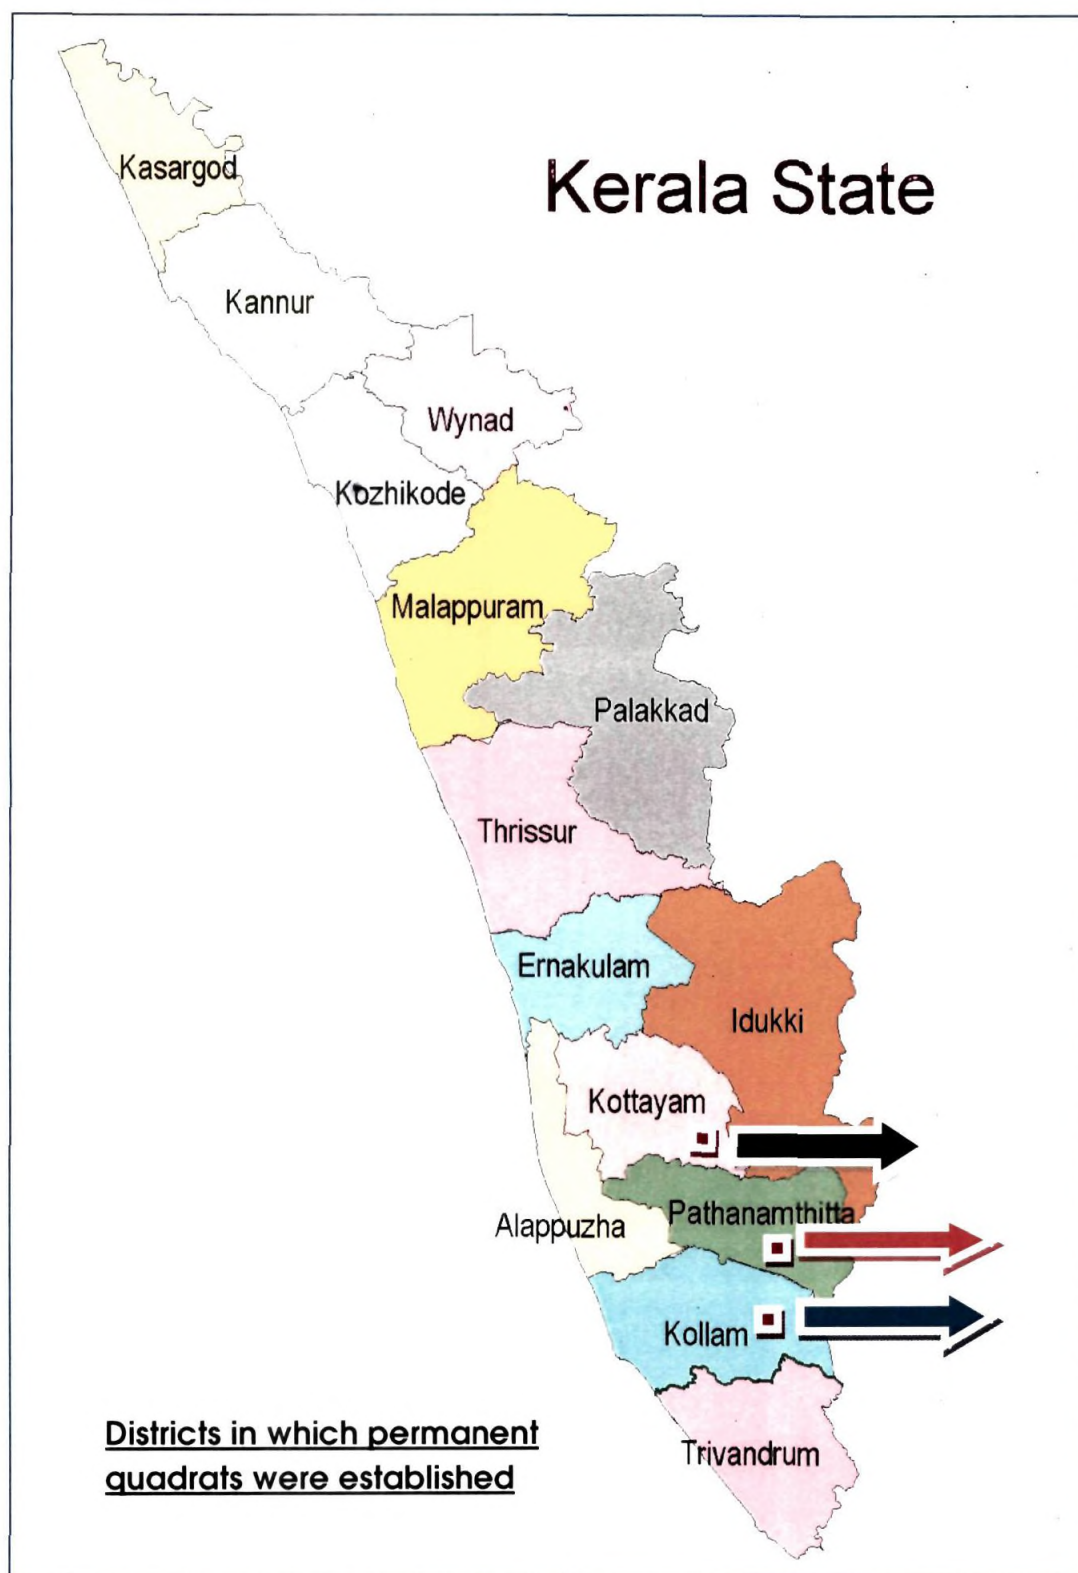 Kerala State
Kasargod
Kannur
Wynad
Kozhikode
Malappuram
Palakkad
Thrissur
Ernakulam
Idukki
Kottayam
Pathanamthitta
Alappuzha
Kollam
Trivandrum
Districts in which permanent
quadrats were established